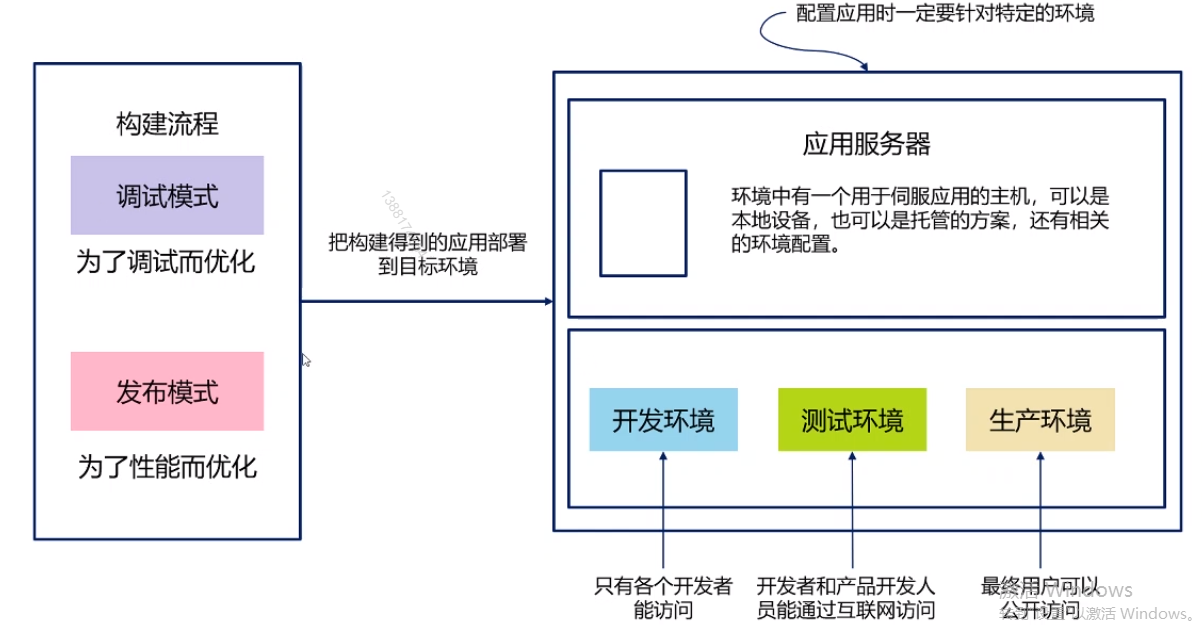 配置应用时一定要针对特定的环境
构建流程
调试模式
为了调试而优化
发布模式
为了性能而优化
把构建得到的应用部署
到目标环境
应用服务器
环境中有一个用于伺服应用的主机，可以是
本地设备，也可以是托管的方案，还有相关
的环境配置。
开发环境
测试环境
生产环境
只有各个开发者
能访问
开发者和产品开发人
员能通过互联网访问
最终用户可以
公开访问
激活 Windows
以激活 Windows。